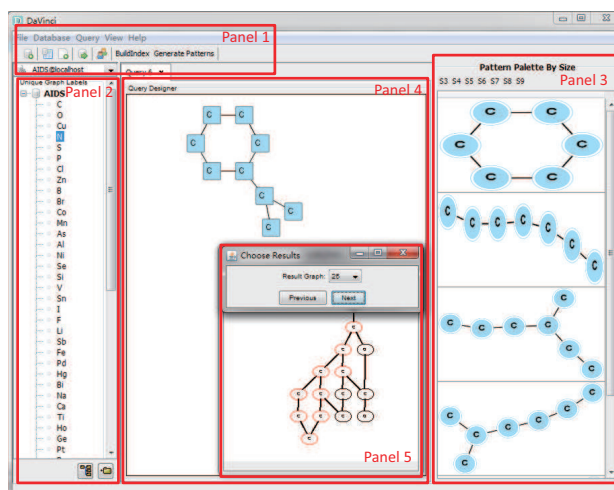 DaVinci
File Database Query View Help
Panel 1
BuildIndex Generate Patterns
AIDS@localhost
Unique Graph Labels
Panel 2
AIDS
C
O
Cu
N
S
P
Cl
Zn
B
Br
Co
Mn
As
Al
Ni
Se
Si
V
Sn
I
F
Li
Sb
Fe
Pd
Hg
Bi
Na
Ca
Ti
Ho
Ge
Pt
Query Designer
Panel 4
C C
C C
C C
C
C C
Choose Results
Result Graph: 25
Previous Next
c
c c
c c c
c c c c
c c c c
c
Panel 5
Pattern Palette By Size
S3 S4 S5 S6 S7 S8 S9
Panel 3
C C
C C
C C
C C C C C C C
C
C C C C
C
C
C
C C C C C
C